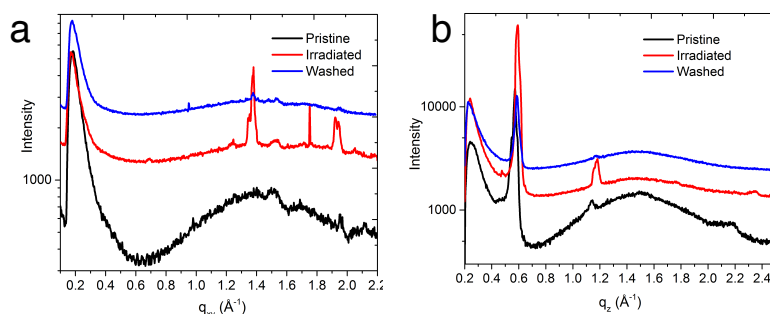 a
Pristine
Irradiated
Washed
Intensity
1000
0.2 0.4 0.6 0.8 1.0 1.2 1.4 1.6 1.8 2.0 2.2
q (Å-1)
b
Pristine
Irradiated
Washed
Intensity
10000
1000
0.2 0.4 0.6 0.8 1.0 1.2 1.4 1.6 1.8 2.0 2.2 2.4
qz (Å-1)